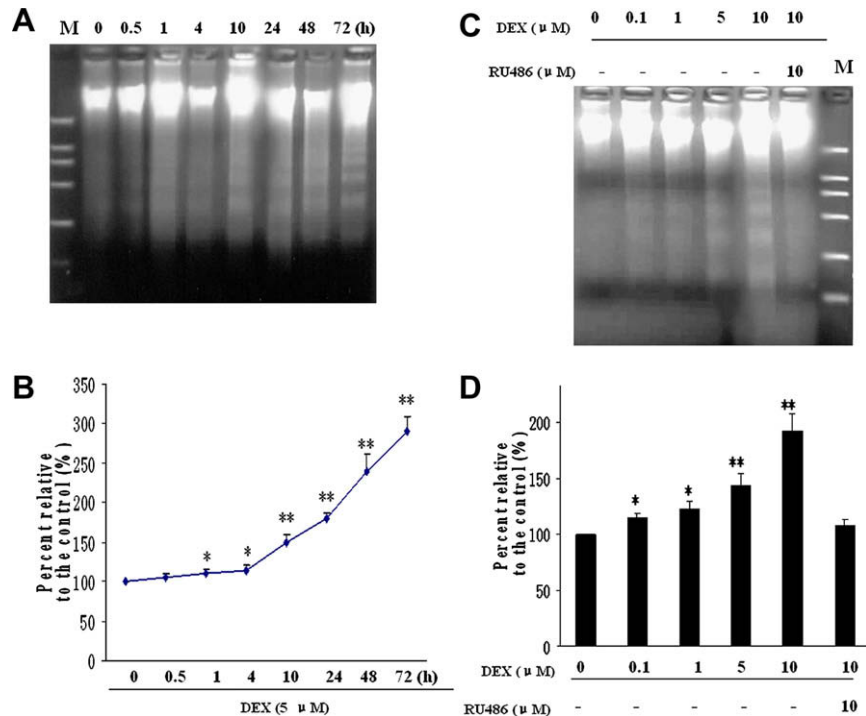 A
M 0 0.5 1 4 10 24 48 72 (h)
B
Percent relative
to the control (%)
350
300
250
200
150
100
50
0
* * ** ** ** **
0 0.5 1 4 10 24 48 72 (h)
DEX (5 μM)
C
DEX (μM) 0 0.1 1 5 10 10
RU486 (μM) - - - - - 10 M
D
Percent relative
to the control (%)
200
150
100
50
0
* * ** **
DEX (μM) 0 0.1 1 5 10 10
RU486 (μM) - - - - - 10